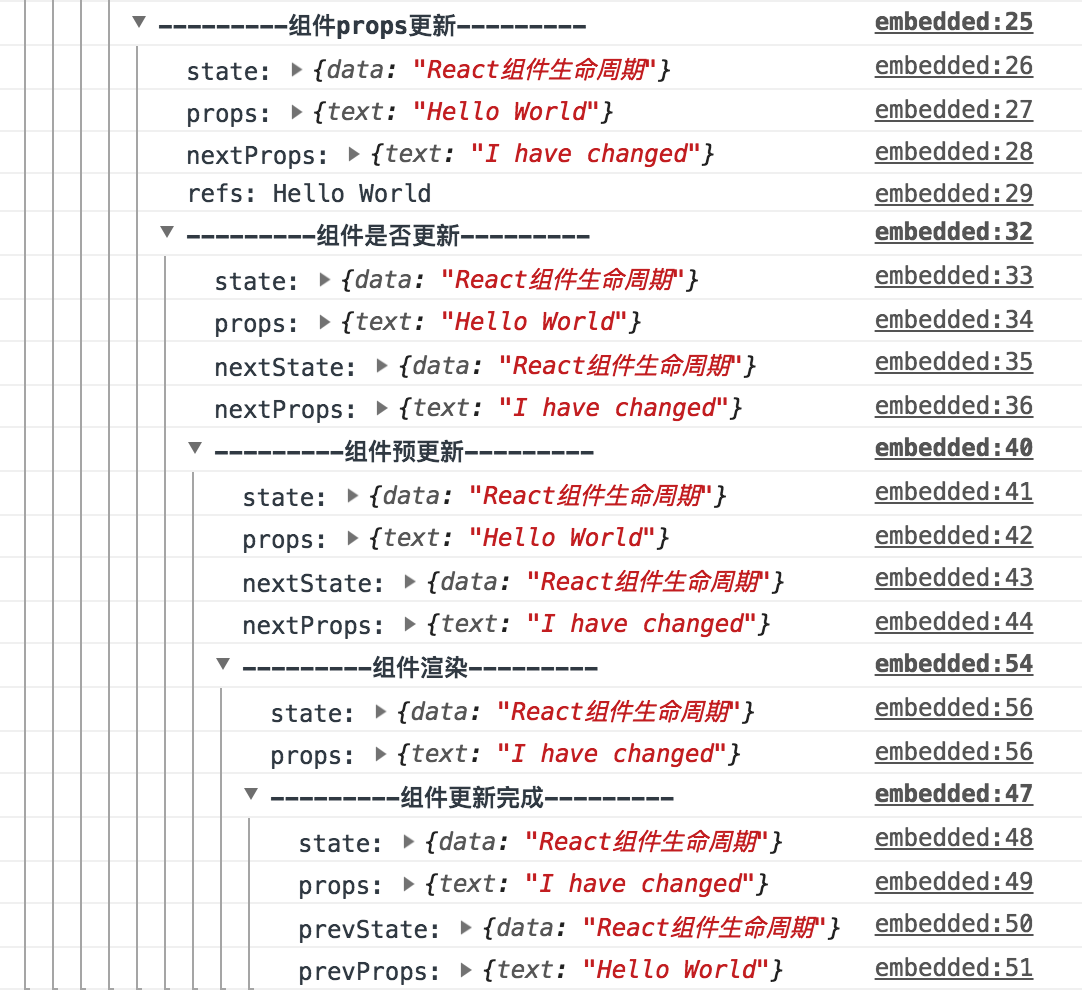 ▼ ---------组件props更新--------- embedded:25
state: ▶ {data: "React组件生命周期"} embedded:26
props: ▶ {text: "Hello World"} embedded:27
nextProps: ▶ {text: "I have changed"} embedded:28
refs: Hello World embedded:29
▼ ---------组件是否更新--------- embedded:32
state: ▶ {data: "React组件生命周期"} embedded:33
props: ▶ {text: "Hello World"} embedded:34
nextState: ▶ {data: "React组件生命周期"} embedded:35
nextProps: ▶ {text: "I have changed"} embedded:36
▼ ---------组件预更新--------- embedded:40
state: ▶ {data: "React组件生命周期"} embedded:41
props: ▶ {text: "Hello World"} embedded:42
nextState: ▶ {data: "React组件生命周期"} embedded:43
nextProps: ▶ {text: "I have changed"} embedded:44
▼ ---------组件渲染--------- embedded:54
state: ▶ {data: "React组件生命周期"} embedded:56
props: ▶ {text: "I have changed"} embedded:56
▼ ---------组件更新完成--------- embedded:47
state: ▶ {data: "React组件生命周期"} embedded:48
props: ▶ {text: "I have changed"} embedded:49
prevState: ▶ {data: "React组件生命周期"} embedded:50
prevProps: ▶ {text: "Hello World"} embedded:51